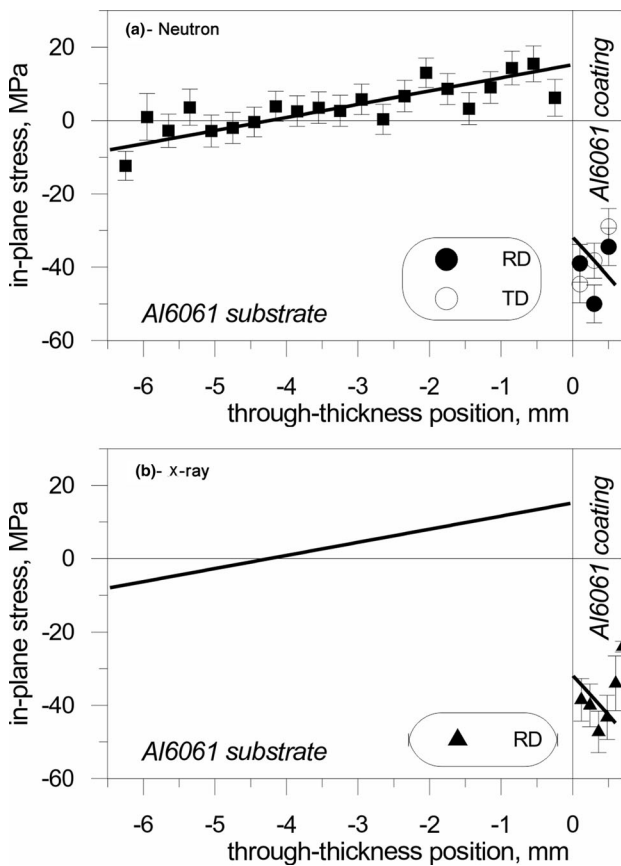 (a)- Neutron
20
0
-20
-40
-60
in-plane stress, MPa
Al6061 coating
RD
TD
Al6061 substrate
-6 -5 -4 -3 -2 -1 0 1
through-thickness position, mm
(b)- x-ray
20
0
-20
-40
-60
in-plane stress, MPa
Al6061 coating
RD
Al6061 substrate
-6 -5 -4 -3 -2 -1 0 1
through-thickness position, mm